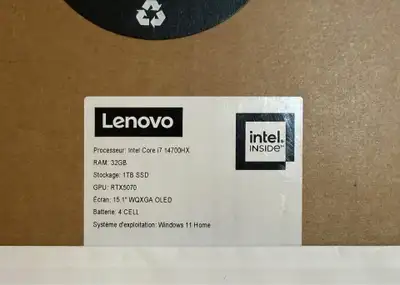 Lenovo
intel.
INSIDE™
Processeur: Intel Core i7 14700HX
RAM: 32GB
Stockage: 1TB SSD
GPU: RTX5070
Écran: 15.1" WQXGA OLED
Batterie: 4 CELL
Système d'exploitation: Windows 11 Home